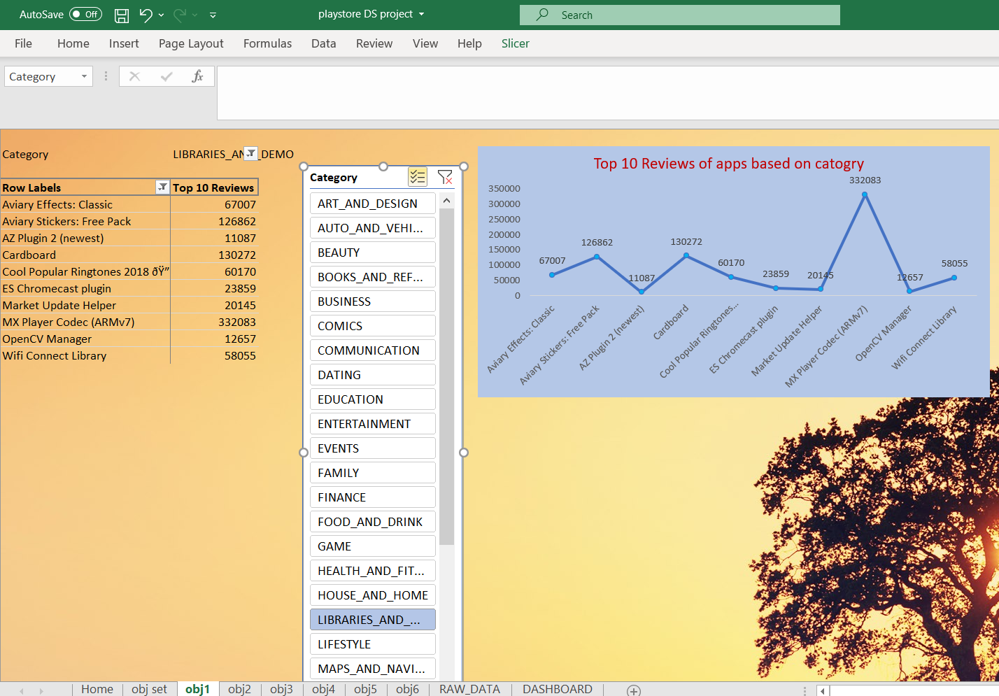 AutoSave Off playstore DS project Search
File Home Insert Page Layout Formulas Data Review View Help Slicer
Category fx
Category LIBRARIES_AND_DEMO
Row Labels Top 10 Reviews
Aviary Effects: Classic 67007
Aviary Stickers: Free Pack 126862
AZ Plugin 2 (newest) 11087
Cardboard 130272
Cool Popular Ringtones 2018 ðŸ” 60170
ES Chromecast plugin 23859
Market Update Helper 20145
MX Player Codec (ARMv7) 332083
OpenCV Manager 12657
Wifi Connect Library 58055
Category
ART_AND_DESIGN
AUTO_AND_VEHI...
BEAUTY
BOOKS_AND_REF...
BUSINESS
COMICS
COMMUNICATION
DATING
EDUCATION
ENTERTAINMENT
EVENTS
FAMILY
FINANCE
FOOD_AND_DRINK
GAME
HEALTH_AND_FIT...
HOUSE_AND_HOME
LIBRARIES_AND_...
LIFESTYLE
MAPS_AND_NAVI...
Top 10 Reviews of apps based on catogry
350000
300000
250000
200000
150000
100000
50000
0
67007
126862
11087
130272
60170
23859
20145
332083
12657
58055
Aviary Effects: Classic
Aviary Stickers: Free Pack
AZ Plugin 2 (newest)
Cardboard
Cool Popular Ringtones...
ES Chromecast plugin
Market Update Helper
MX Player Codec (ARMv7)
OpenCV Manager
Wifi Connect Library
Home obj set obj1 obj2 obj3 obj4 obj5 obj6 RAW_DATA DASHBOARD